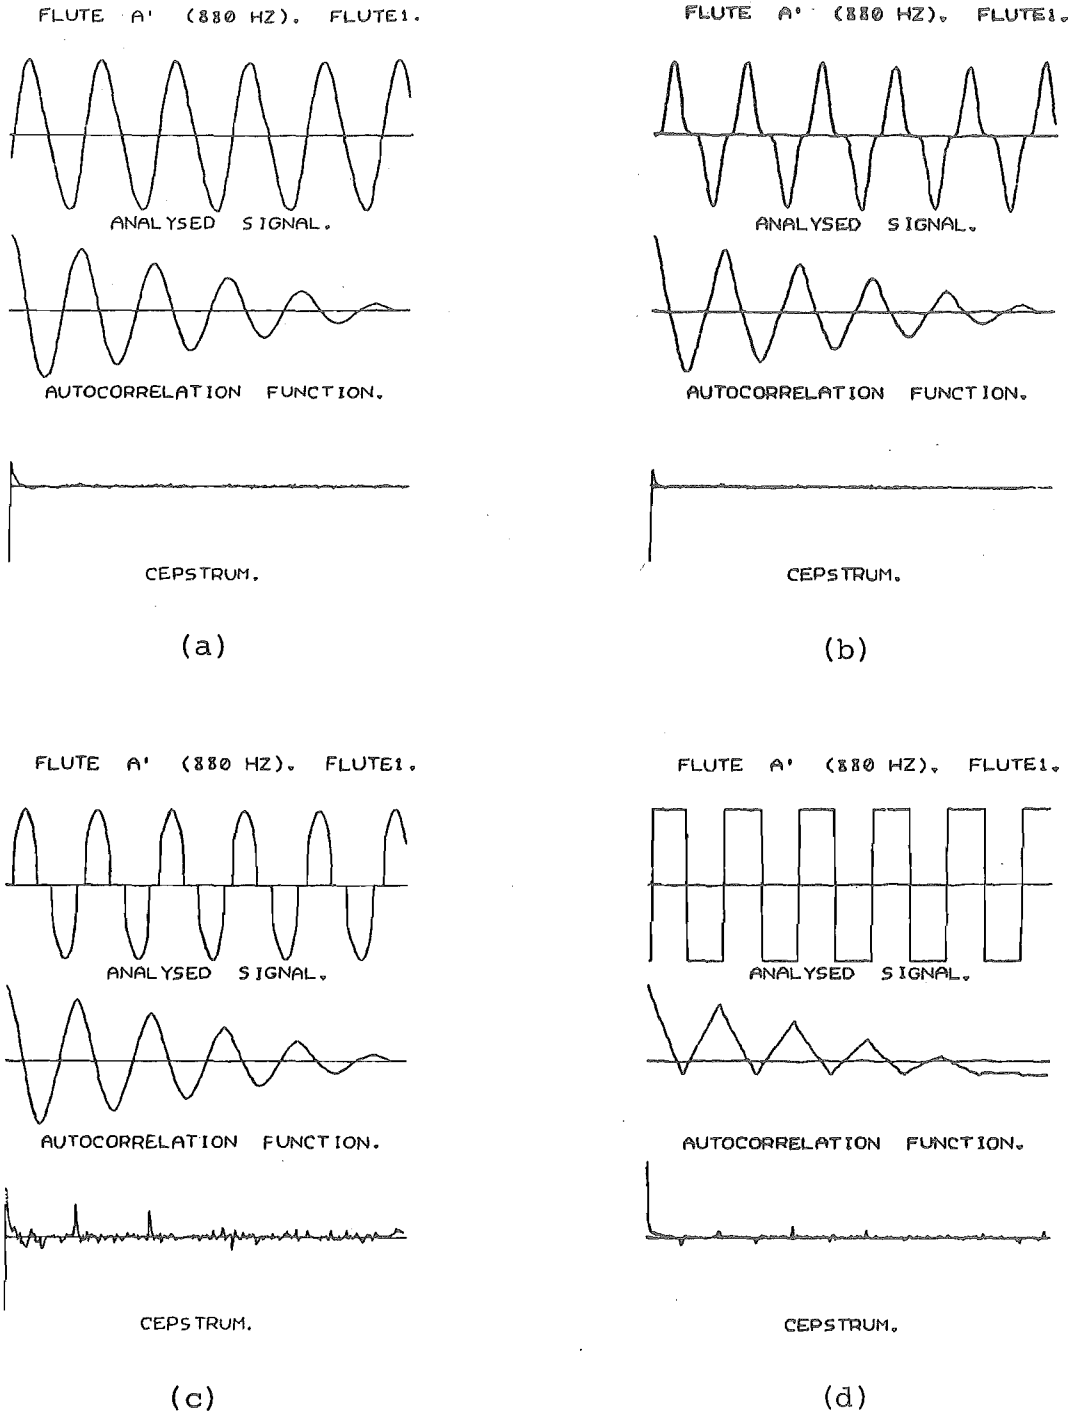 FLUTE A' (880 HZ). FLUTE1.
ANALYSED SIGNAL.
AUTOCORRELATION FUNCTION.
CEPSTRUM.
(a)
FLUTE A' (880 HZ). FLUTE1.
ANALYSED SIGNAL.
AUTOCORRELATION FUNCTION.
CEPSTRUM.
(b)
FLUTE A' (880 HZ). FLUTE1.
ANALYSED SIGNAL.
AUTOCORRELATION FUNCTION.
CEPSTRUM.
(c)
FLUTE A' (880 HZ). FLUTE1.
ANALYSED SIGNAL.
AUTOCORRELATION FUNCTION.
CEPSTRUM.
(d)